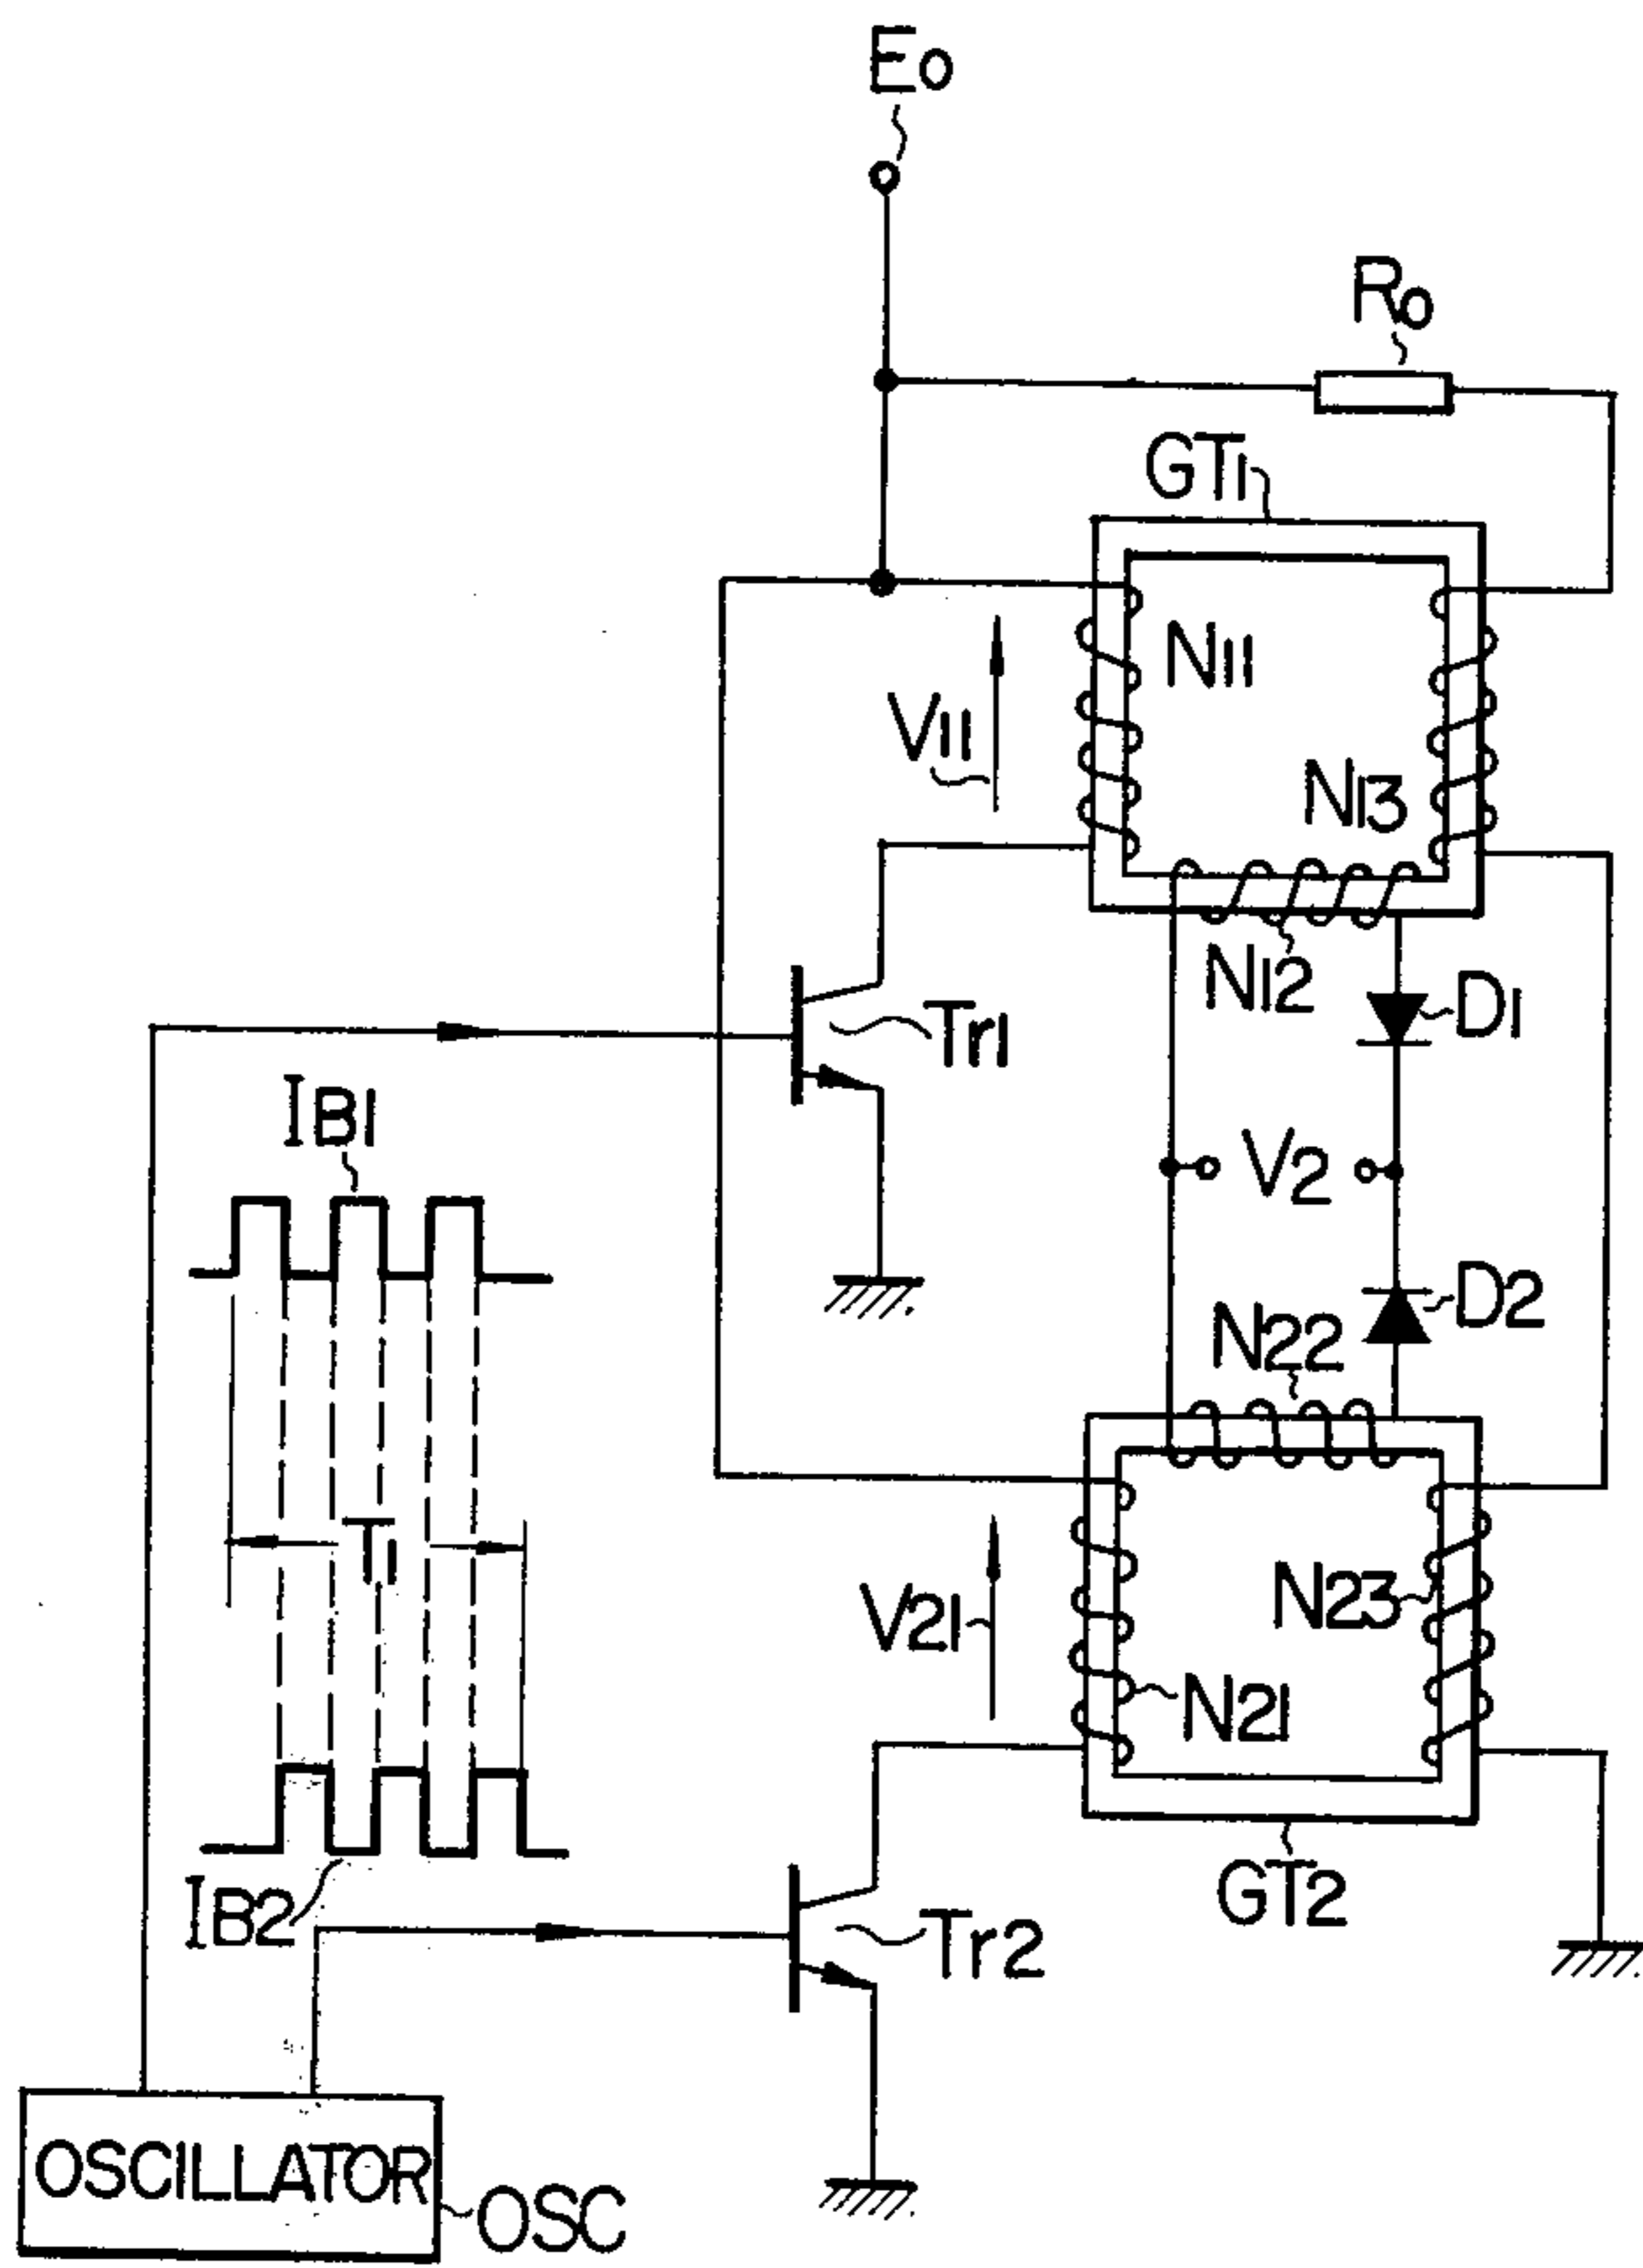 Eo
Ro
GT1
N11
V11
N13
N12
D1
Tr1
IB1
V2
D2
N22
T1
V21
N23
N21
IB2
GT2
Tr2
OSCILLATOR
OSC